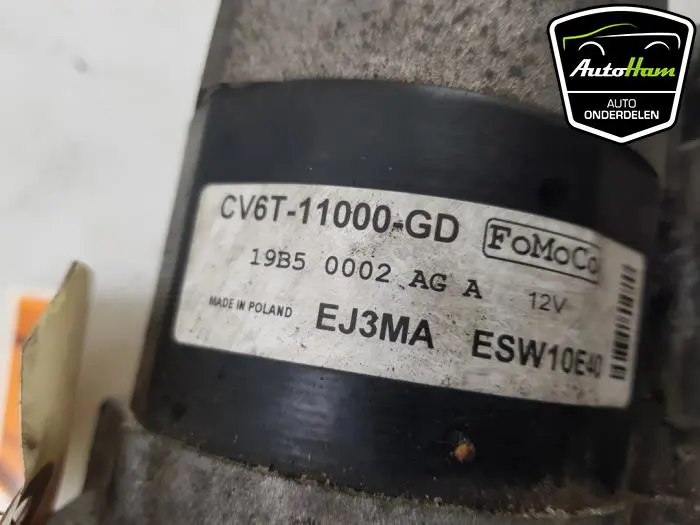 AutoHam
AUTO
ONDERDELEN
CV6T-11000-GD FoMoCo
19B5 0002 AG A 12V
MADE IN POLAND EJ3MA ESW10E40